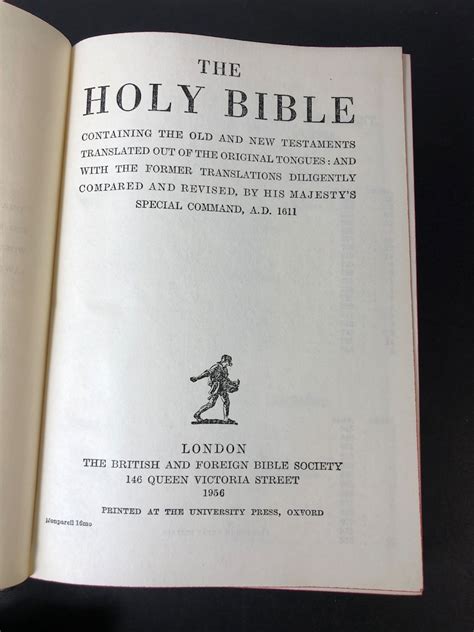 THE
HOLY BIBLE
CONTAINING THE OLD AND NEW TESTAMENTS
TRANSLATED OUT OF THE ORIGINAL TONGUES: AND
WITH THE FORMER TRANSLATIONS DILIGENTLY
COMPARED AND REVISED, BY HIS MAJESTY'S
SPECIAL COMMAND, A.D. 1611
LONDON
THE BRITISH AND FOREIGN BIBLE SOCIETY
146 QUEEN VICTORIA STREET
1956
PRINTED AT THE UNIVERSITY PRESS, OXFORD
Nonpareil 16mo